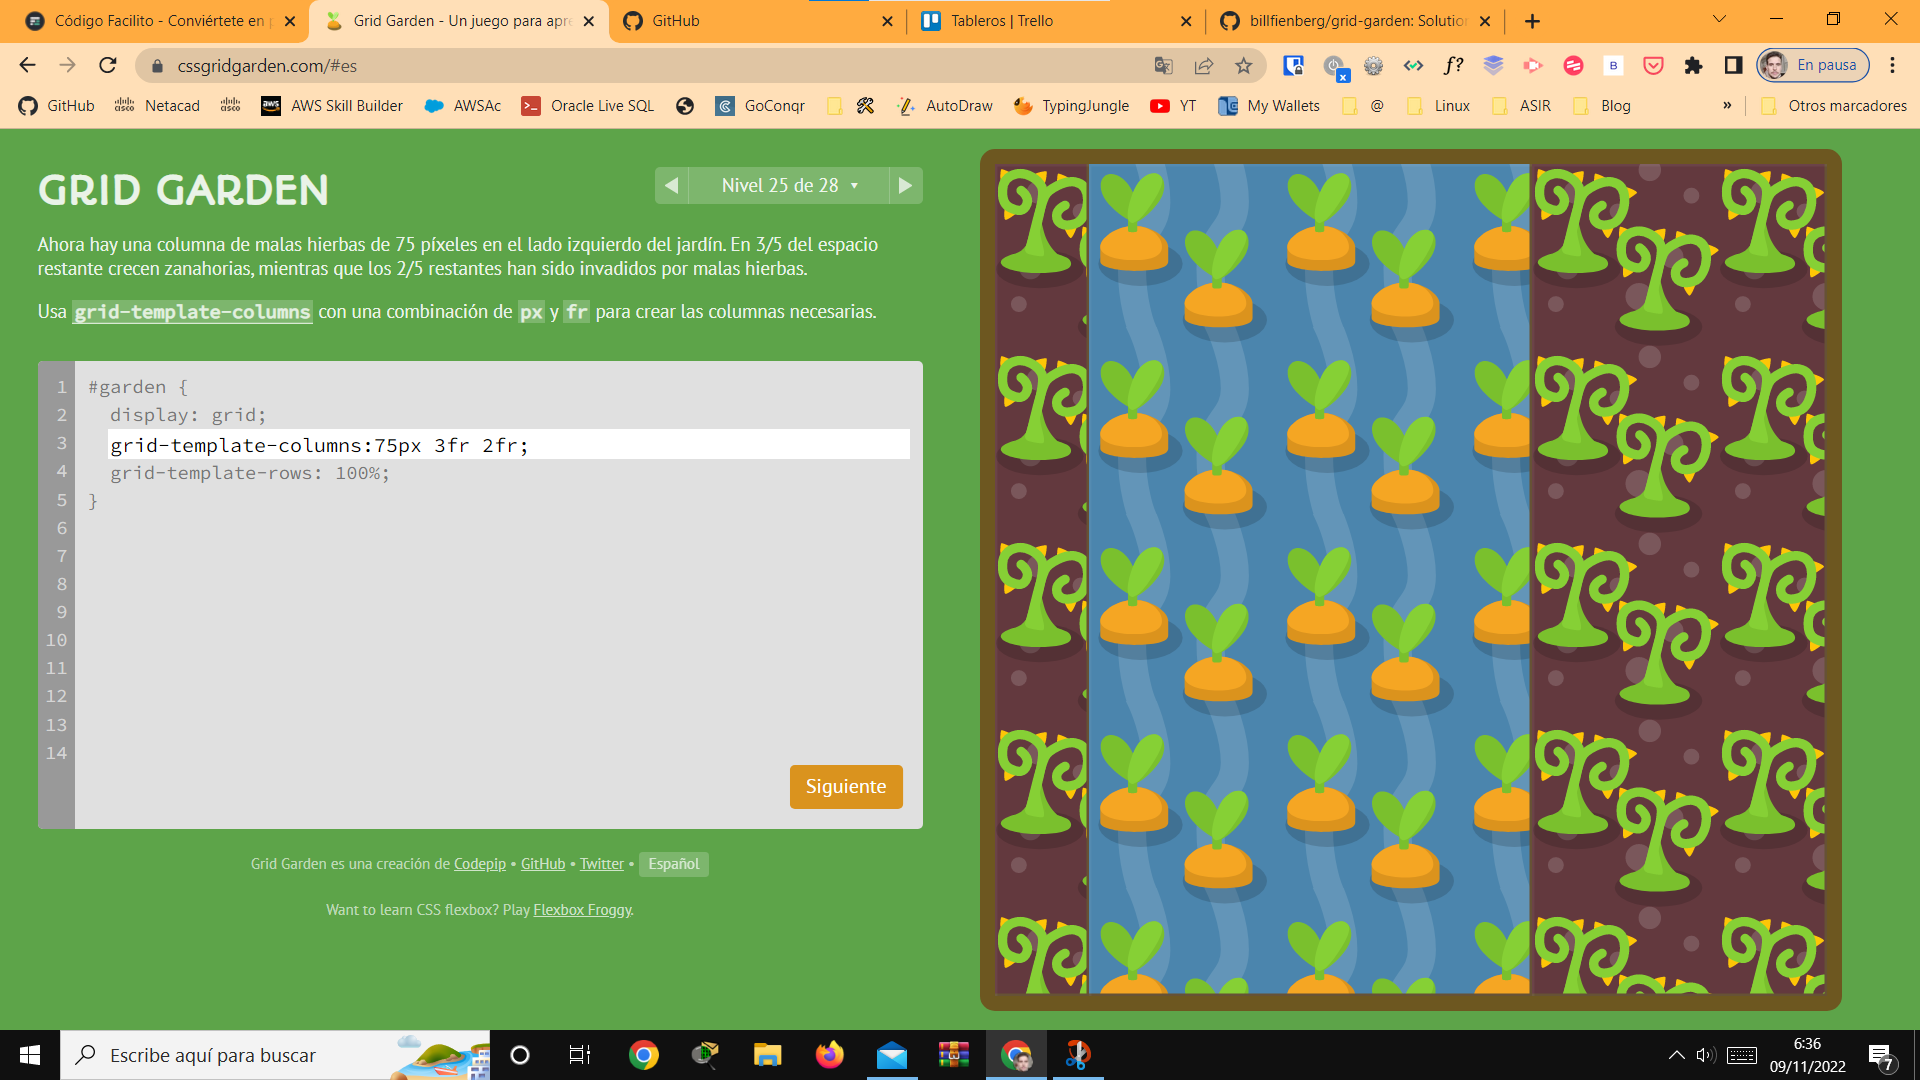 Código Facilito - Conviértete en p
Grid Garden - Un juego para apre
GitHub
Tableros | Trello
billfienberg/grid-garden: Solution
cssgridgarden.com/#es
x
f?
B
En pausa
GitHub
cisco Netacad
cisco
aws AWS Skill Builder
AWSAc
Oracle Live SQL
GoConqr
AutoDraw
TypingJungle
YT
My Wallets
@
Linux
ASIR
Blog
»
Otros marcadores
GRID GARDEN
Nivel 25 de 28
Ahora hay una columna de malas hierbas de 75 píxeles en el lado izquierdo del jardín. En 3/5 del espacio
restante crecen zanahorias, mientras que los 2/5 restantes han sido invadidos por malas hierbas.
Usa grid-template-columns con una combinación de px y fr para crear las columnas necesarias.
1 #garden {
2 display: grid;
3 grid-template-columns:75px 3fr 2fr;
4 grid-template-rows: 100%;
5 }
6
7
8
9
10
11
12
13
14
Siguiente
Grid Garden es una creación de Codepip • GitHub • Twitter • Español
Want to learn CSS flexbox? Play Flexbox Froggy.
Escribe aquí para buscar
6:36
09/11/2022
7